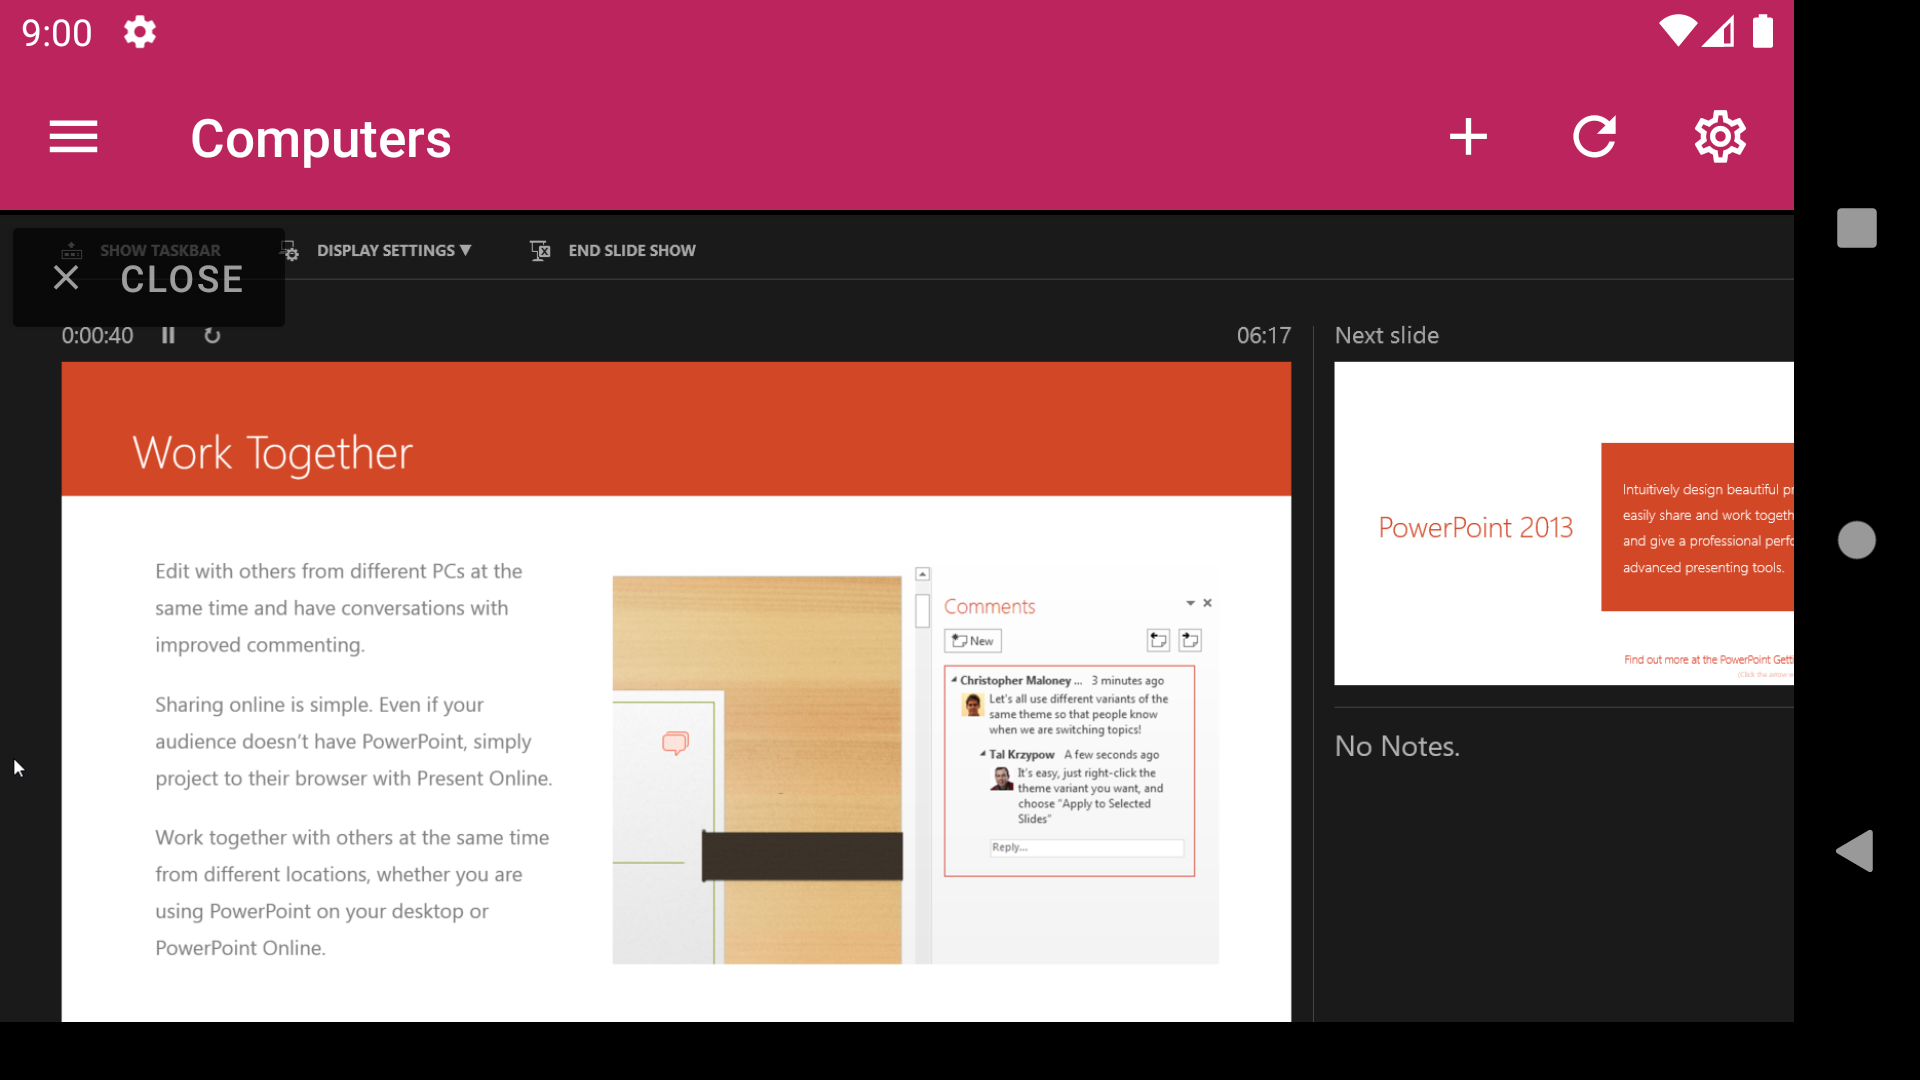 9:00
Computers
SHOW TASKBAR
DISPLAY SETTINGS
END SLIDE SHOW
CLOSE
0:00:40
06:17
Next slide
Work Together
Edit with others from different PCs at the
same time and have conversations with
improved commenting.
Sharing online is simple. Even if your
audience doesn’t have PowerPoint, simply
project to their browser with Present Online.
Work together with others at the same time
from different locations, whether you are
using PowerPoint on your desktop or
PowerPoint Online.
Comments
New
Christopher Maloney ... 3 minutes ago
Let's all use different variants of the
same theme so that people know
when we are switching topics!
Tal Krzypow A few seconds ago
It's easy, just right-click the
theme variant you want, and
choose "Apply to Selected
Slides"
Reply...
PowerPoint 2013
Intuitively design beautiful pr
easily share and work togeth
and give a professional perfo
advanced presenting tools.
Find out more at the PowerPoint Getti
(Click the arrow w
No Notes.